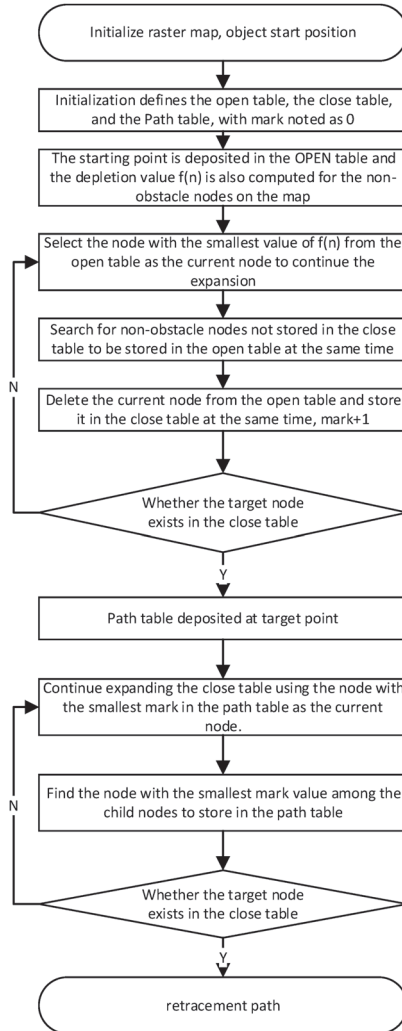 Initialize raster map, object start position
Initialization defines the open table, the close table,
and the Path table, with mark noted as 0
The starting point is deposited in the OPEN table and
the depletion value f(n) is also computed for the non-
obstacle nodes on the map
Select the node with the smallest value of f(n) from the
open table as the current node to continue the
expansion
Search for non-obstacle nodes not stored in the close
table to be stored in the open table at the same time
N
Delete the current node from the open table and store
it in the close table at the same time, mark+1
Whether the target node
exists in the close table
Y
Path table deposited at target point
Continue expanding the close table using the node with
the smallest mark in the path table as the current
node.
N
Find the node with the smallest mark value among the
child nodes to store in the path table
Whether the target node
exists in the close table
Y
retracement path